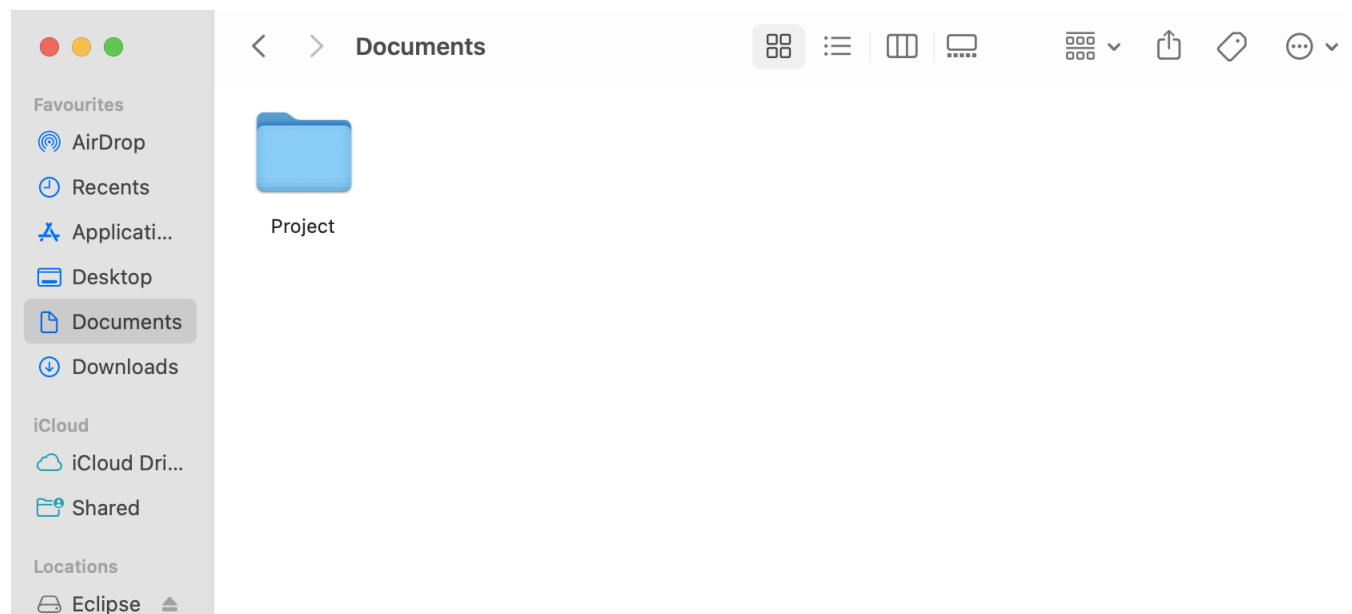 Documents
Favourites
AirDrop
Recents
Applicati...
Desktop
Documents
Downloads
iCloud
iCloud Dri...
Shared
Locations
Eclipse
Project